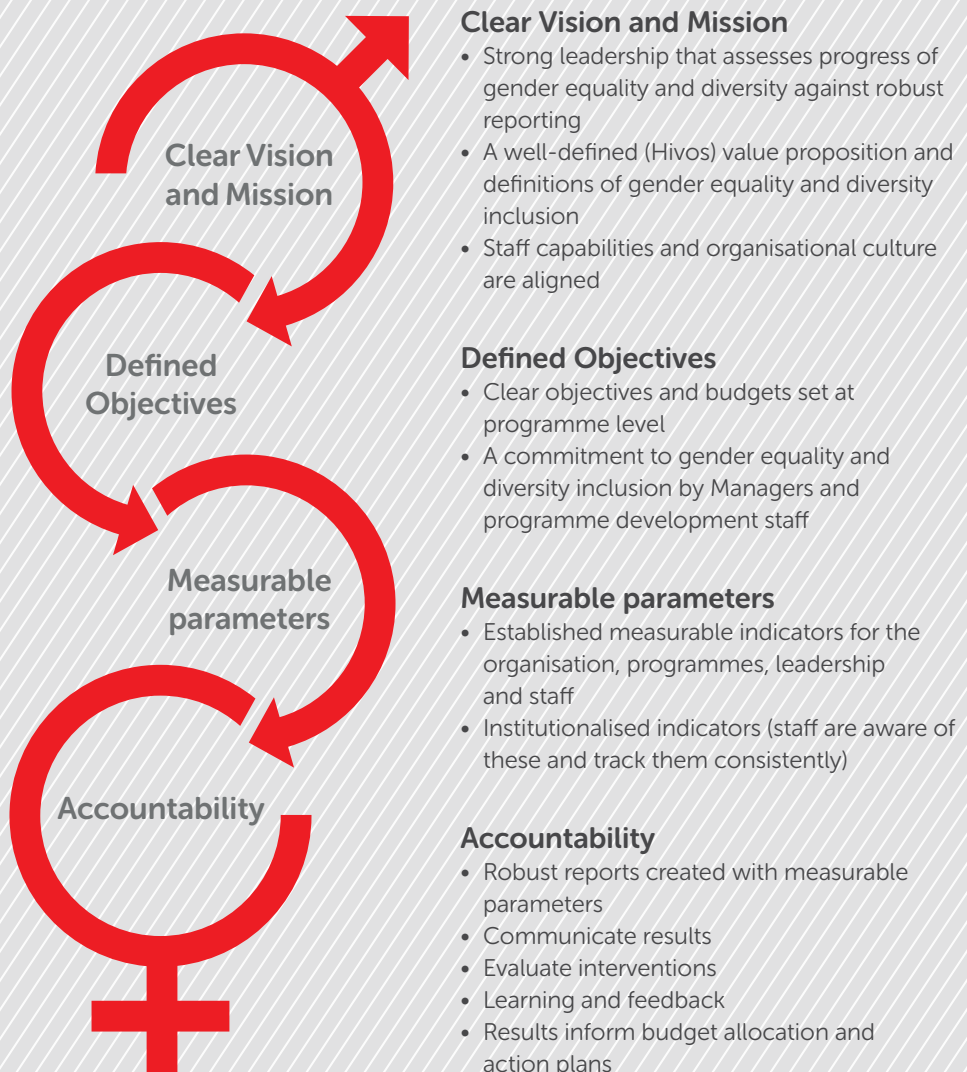 Clear Vision
and Mission
Defined
Objectives
Measurable
parameters
Accountability
Clear Vision and Mission
• Strong leadership that assesses progress of
gender equality and diversity against robust
reporting
• A well-defined (Hivos) value proposition and
definitions of gender equality and diversity
inclusion
• Staff capabilities and organisational culture
are aligned
Defined Objectives
• Clear objectives and budgets set at
programme level
• A commitment to gender equality and
diversity inclusion by Managers and
programme development staff
Measurable parameters
• Established measurable indicators for the
organisation, programmes, leadership
and staff
• Institutionalised indicators (staff are aware of
these and track them consistently)
Accountability
• Robust reports created with measurable
parameters
• Communicate results
• Evaluate interventions
• Learning and feedback
• Results inform budget allocation and
action plans